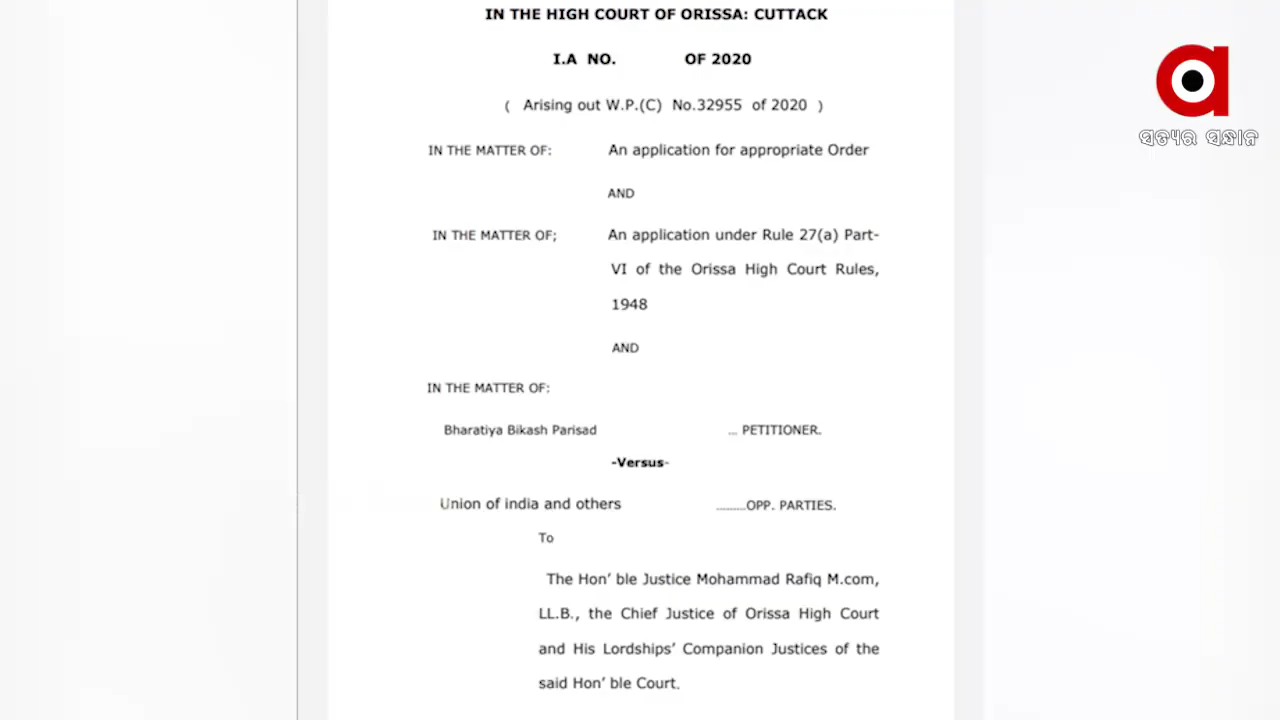 IN THE HIGH COURT OF ORISSA: CUTTACK
I.A NO. OF 2020
( Arising out W.P.(C) No.32955 of 2020 )
IN THE MATTER OF: An application for appropriate Order
AND
IN THE MATTER OF; An application under Rule 27(a) Part-
VI of the Orissa High Court Rules,
1948
AND
IN THE MATTER OF:
Bharatiya Bikash Parisad ... PETITIONER.
-Versus-
Union of india and others ..........OPP. PARTIES.
To
The Hon' ble Justice Mohammad Rafiq M.com,
LL.B., the Chief Justice of Orissa High Court
and His Lordships' Companion Justices of the
said Hon' ble Court.
a
ସତ୍ୟର ସନ୍ଧାନ